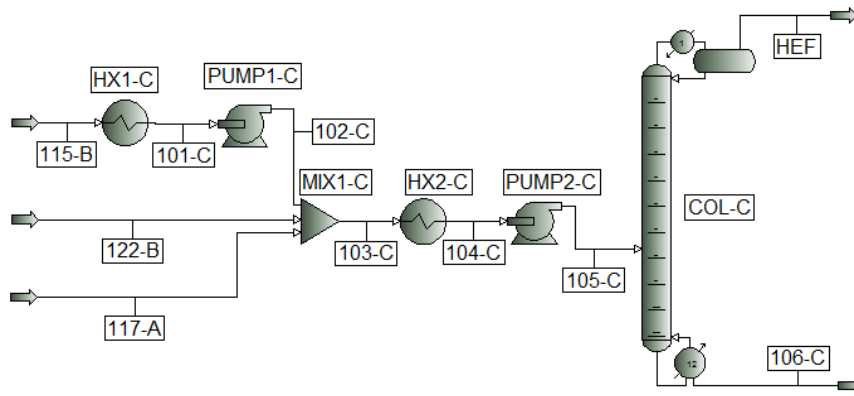 HEF
1
HX1-C
PUMP1-C
115-B
101-C
102-C
MIX1-C
HX2-C
PUMP2-C
COL-C
122-B
103-C
104-C
105-C
117-A
12
106-C